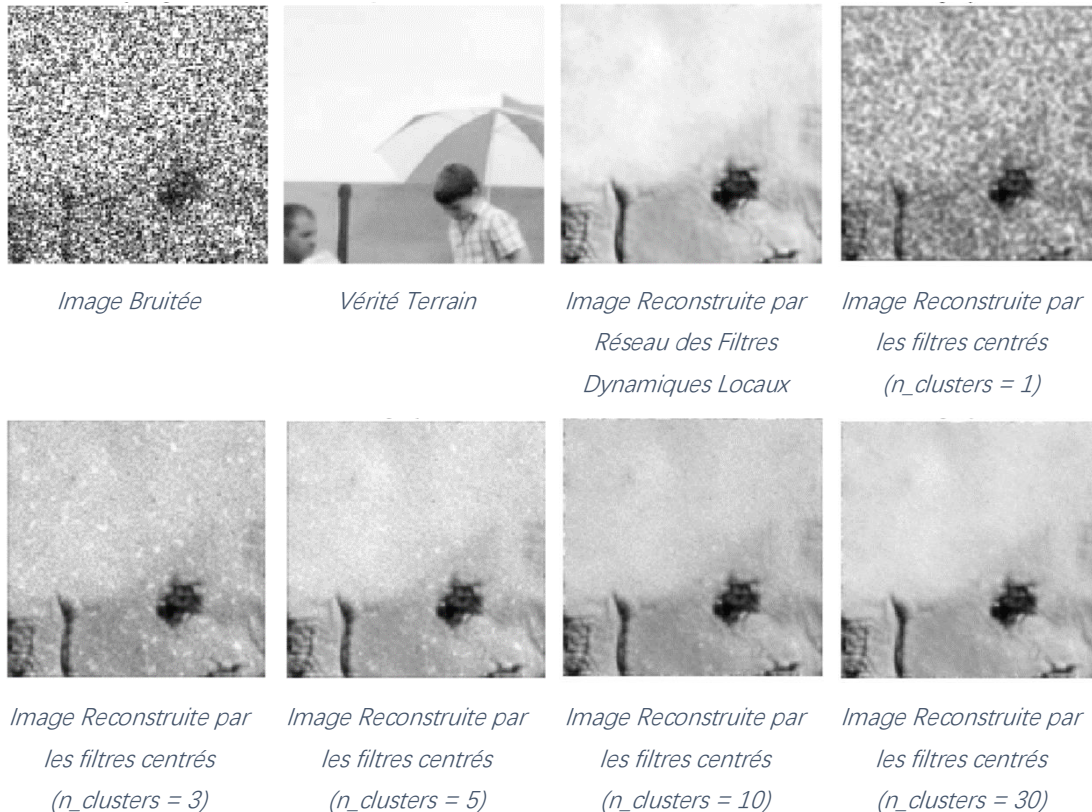 Image Bruitée
Vérité Terrain
Image Reconstruite par
Réseau des Filtres
Dynamiques Locaux
Image Reconstruite par
les filtres centrés
(n_clusters = 1)
Image Reconstruite par
les filtres centrés
(n_clusters = 3)
Image Reconstruite par
les filtres centrés
(n_clusters = 5)
Image Reconstruite par
les filtres centrés
(n_clusters = 10)
Image Reconstruite par
les filtres centrés
(n_clusters = 30)